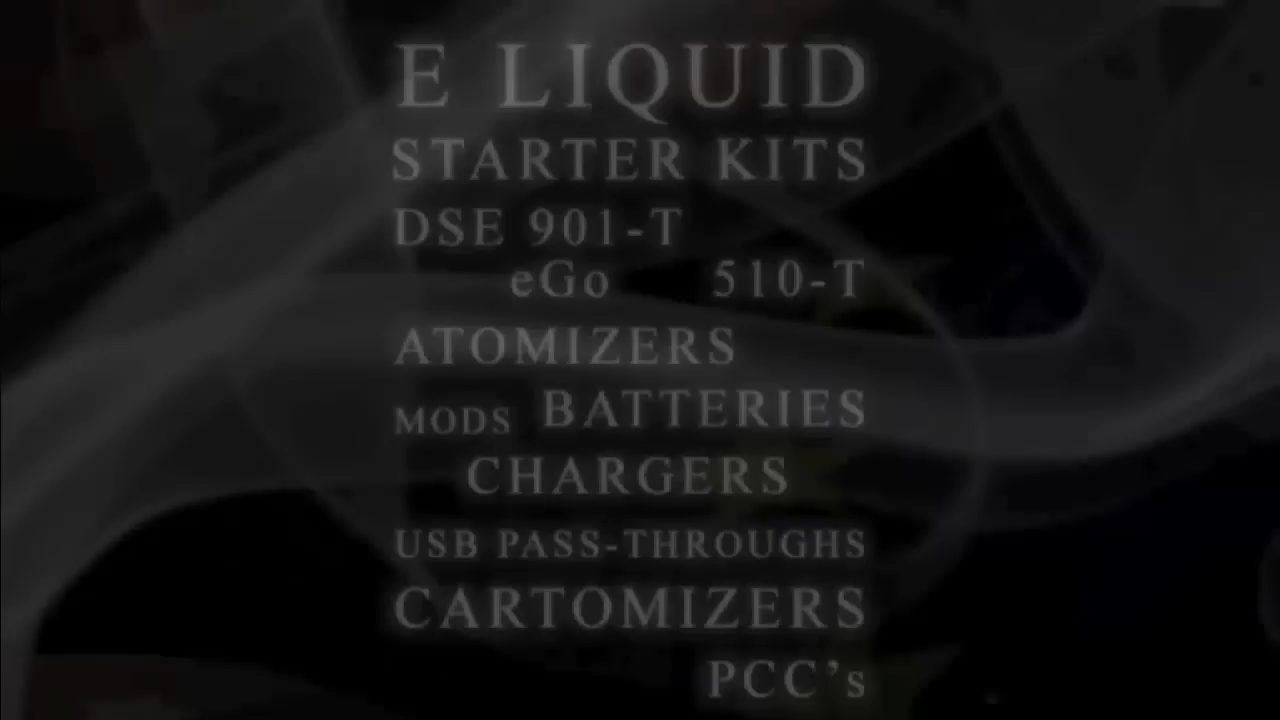 E LIQUID
STARTER KITS
DSE 901-T
eGo 510-T
ATOMIZERS
MODS BATTERIES
CHARGERS
USB PASS-THROUGHS
CARTOMIZERS
PCC's